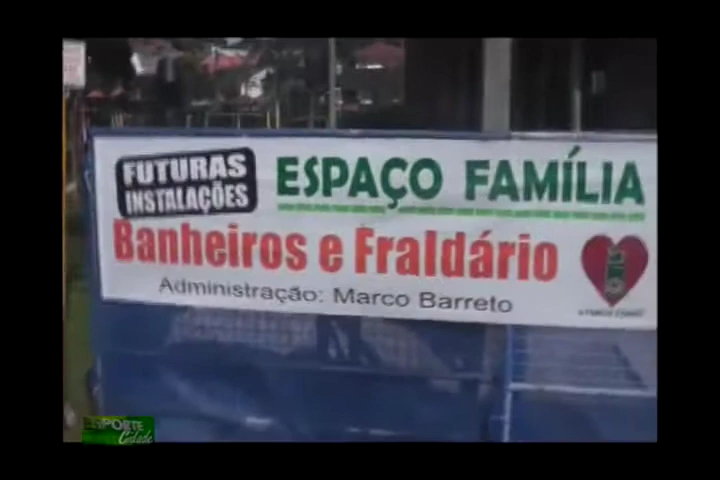 FUTURAS
INSTALAÇÕES
ESPAÇO FAMÍLIA
Banheiros e Fraldário
Administração: Marco Barreto
ESPORTE
Cidade